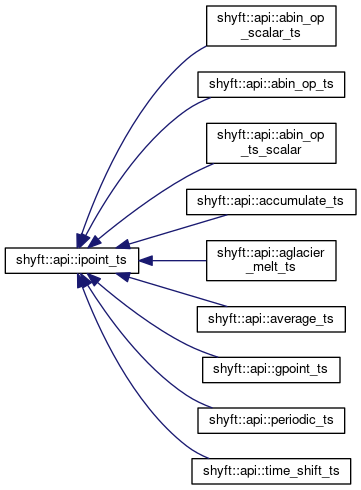 shyft::api::abin_op
_scalar_ts
shyft::api::abin_op_ts
shyft::api::abin_op
_ts_scalar
shyft::api::accumulate_ts
shyft::api::ipoint_ts
shyft::api::aglacier
_melt_ts
shyft::api::average_ts
shyft::api::gpoint_ts
shyft::api::periodic_ts
shyft::api::time_shift_ts